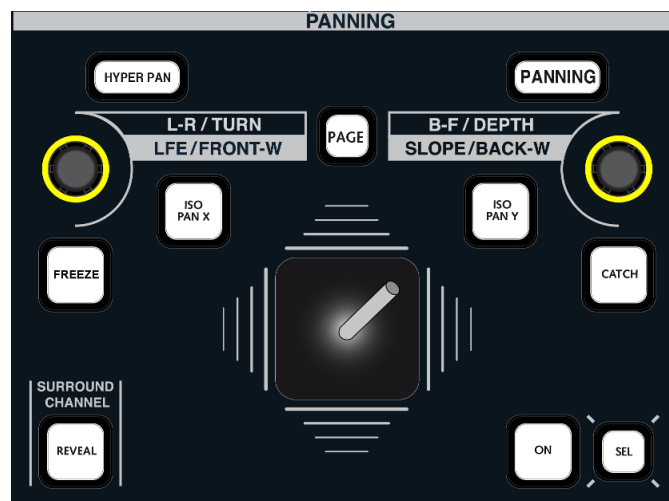 PANNING
HYPER PAN
PANNING
L-R / TURN
LFE / FRONT-W
PAGE
B-F / DEPTH
SLOPE / BACK-W
ISO
PAN X
ISO
PAN Y
FREEZE
CATCH
SURROUND
CHANNEL
REVEAL
ON
SEL